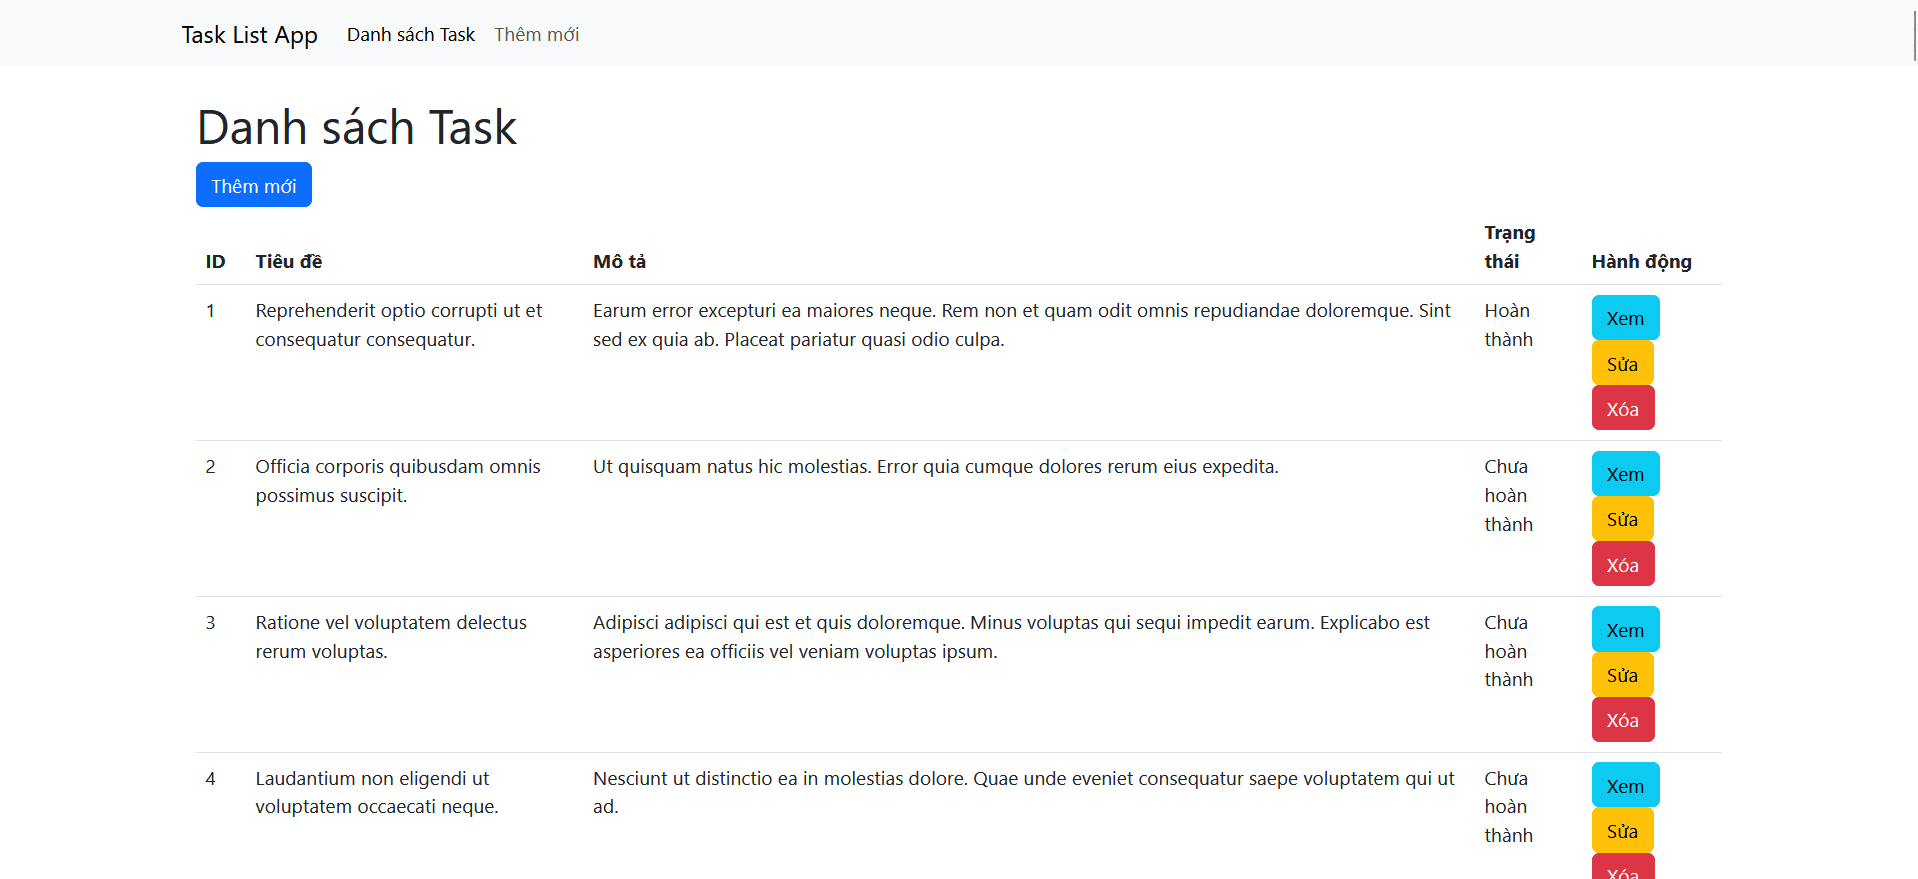 Task List App Danh sách Task Thêm mới
Danh sách Task
Thêm mới
ID Tiêu đề Mô tả Trạng thái Hành động
1 Reprehenderit optio corrupti ut et Earum error excepturi ea maiores neque. Rem non et quam odit omnis repudiandae doloremque. Sint Hoàn Xem
consequatur consequatur. sed ex quia ab. Placeat pariatur quasi odio culpa. thành
Sửa
Xóa
2 Officia corporis quibusdam omnis Ut quisquam natus hic molestias. Error quia cumque dolores rerum eius expedita. Chưa Xem
possimus suscipit. hoàn
thành Sửa
Xóa
3 Ratione vel voluptatem delectus Adipisci adipisci qui est et quis doloremque. Minus voluptas qui sequi impedit earum. Explicabo est Chưa Xem
rerum voluptas. asperiores ea officiis vel veniam voluptas ipsum. hoàn
thành Sửa
Xóa
4 Laudantium non eligendi ut Nesciunt ut distinctio ea in molestias dolore. Quae unde eveniet consequatur saepe voluptatem qui ut Chưa Xem
voluptatem occaecati neque. ad. hoàn
thành Sửa
Xóa